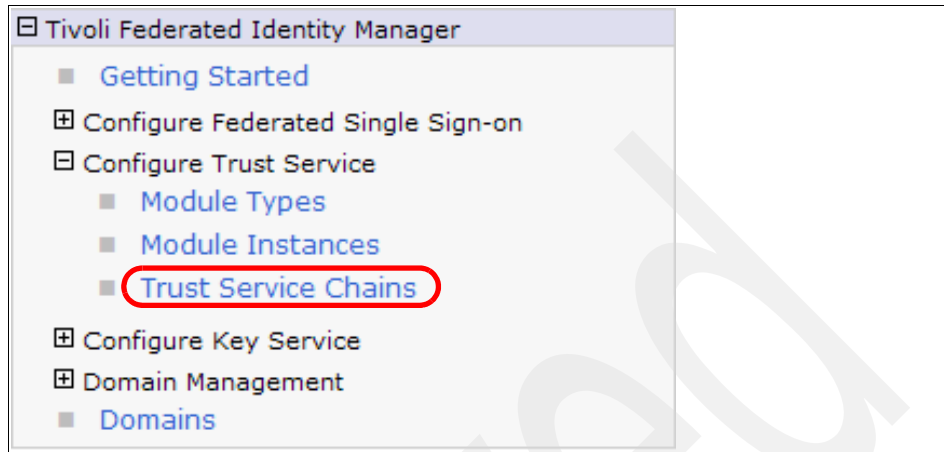 Tivoli Federated Identity Manager
Getting Started
Configure Federated Single Sign-on
Configure Trust Service
Module Types
Module Instances
Trust Service Chains
Configure Key Service
Domain Management
Domains